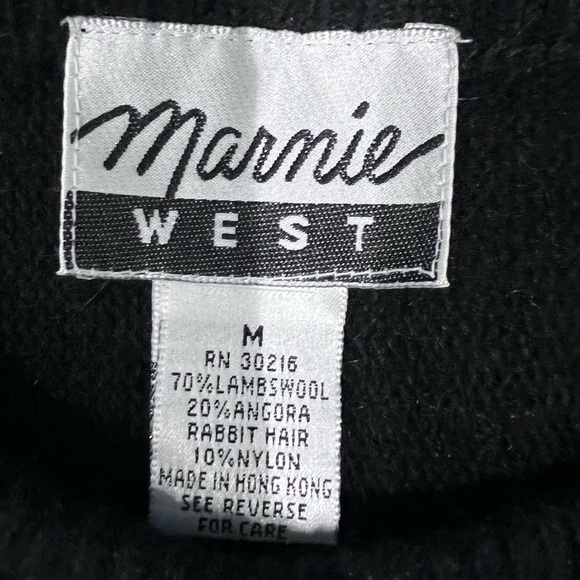 Marnie
WEST
M
RN 30216
70%LAMBSWOOL
20%ANGORA
RABBIT HAIR
10%NYLON
MADE IN HONG KONG
SEE REVERSE
FOR CARE